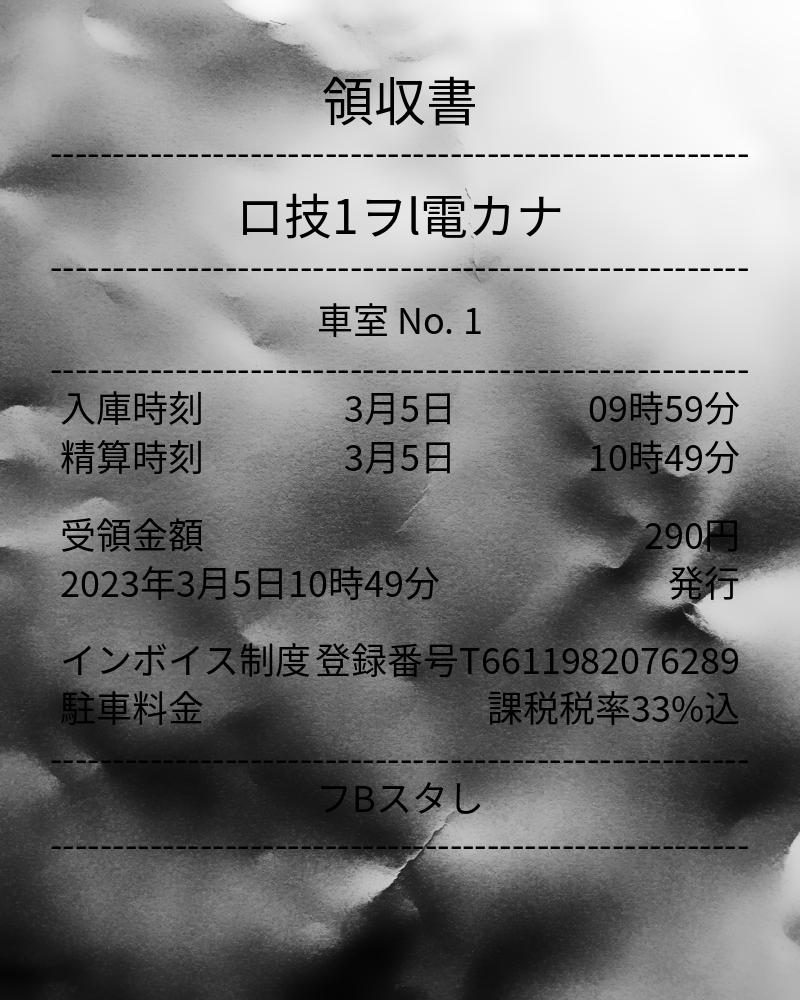 領収書
ロ技1ヲl電カナ
車室 No. 1
入庫時刻 3月5日 09時59分
精算時刻 3月5日 10時49分
受領金額 290円
2023年3月5日10時49分 発行
インボイス制度 登録番号T6611982076289
駐車料金 課税税率33%込
フBスタし